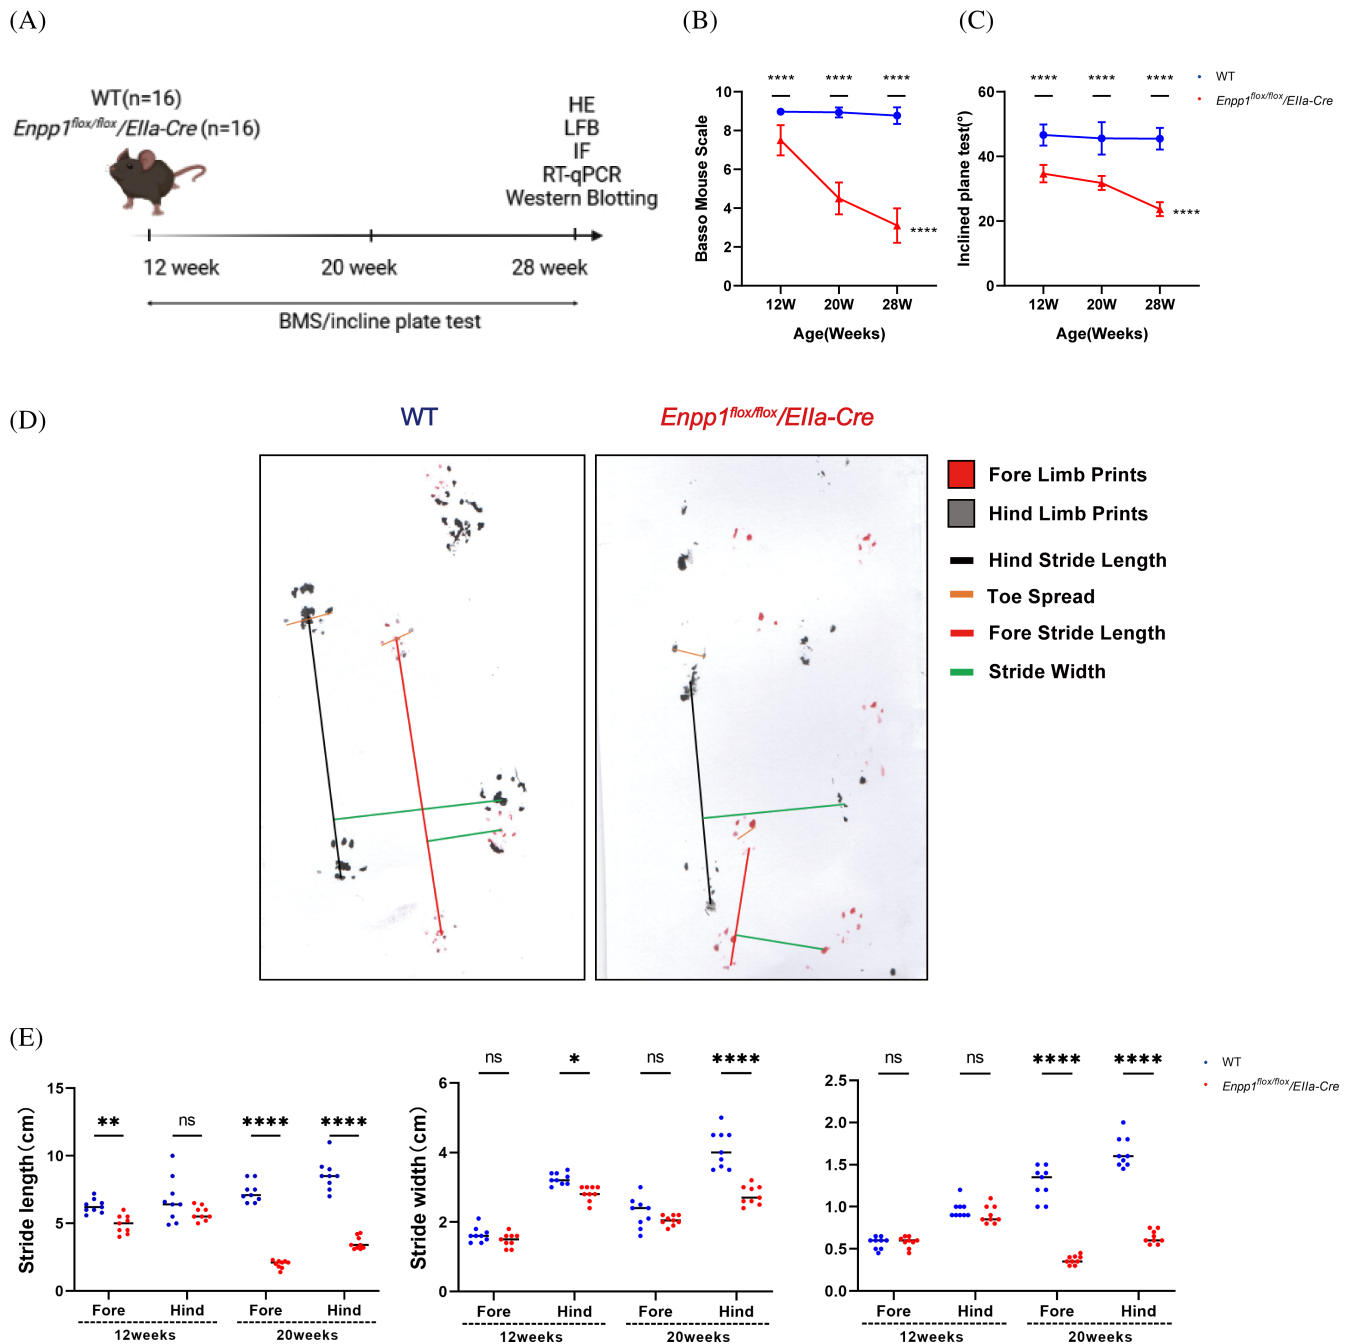 (A)
WT(n=16)
Enpp1flox/flox/EIIa-Cre (n=16)
HE
LFB
IF
RT-qPCR
Western Blotting
12 week
20 week
28 week
BMS/incline plate test
(B)
**** **** ****
Basso Mouse Scale
10
8
6
4
2
0
****
12W 20W 28W
Age(Weeks)
(C)
**** **** ****
Inclined plane test(°)
60
40
20
0
****
12W 20W 28W
Age(Weeks)
WT
Enpp1flox/flox/EIIa-Cre
(D)
WT
Enpp1flox/flox/EIIa-Cre
Fore Limb Prints
Hind Limb Prints
Hind Stride Length
Toe Spread
Fore Stride Length
Stride Width
(E)
Stride length(cm)
15
10
5
0
** ns **** ****
Fore Hind Fore Hind
12weeks 20weeks
Stride width(cm)
6
4
2
0
ns * ns ****
Fore Hind Fore Hind
12weeks 20weeks
2.5
2.0
1.5
1.0
0.5
0.0
ns ns **** ****
Fore Hind Fore Hind
12weeks 20weeks
WT
Enpp1flox/flox/EIIa-Cre